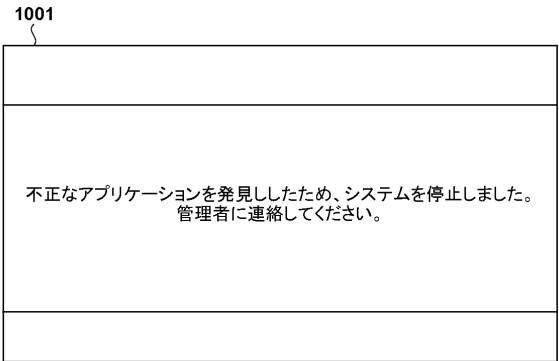 1001
不正なアプリケーションを発見ししたため、システムを停止しました。
管理者に連絡してください。